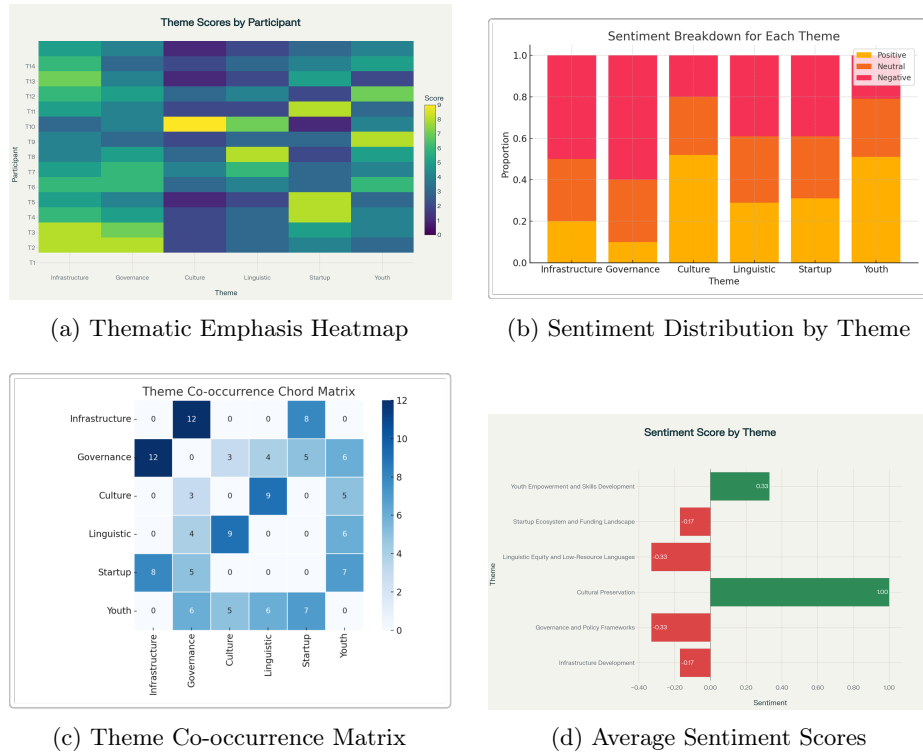 Theme Scores by Participant
T14
T13
T12
T11
T10
T9
T8
T7
T6
T5
T4
T3
T2
T1
Participant
Infrastructure Governance Culture Linguistic Startup Youth
Theme
Score
9
8
7
6
5
4
3
2
1
0
(a) Thematic Emphasis Heatmap
Sentiment Breakdown for Each Theme
Positive
Neutral
Negative
1.0
0.8
0.6
0.4
0.2
0.0
Proportion
Infrastructure Governance Culture Linguistic Startup Youth
Theme
(b) Sentiment Distribution by Theme
Theme Co-occurrence Chord Matrix
Infrastructure 0 12 0 0 8 0
Governance 12 0 3 4 5 6
Culture 0 3 0 9 0 5
Linguistic 0 4 9 0 0 6
Startup 8 5 0 0 0 7
Youth 0 6 5 6 7 0
Infrastructure Governance Culture Linguistic Startup Youth
12
10
8
6
4
2
0
(c) Theme Co-occurrence Matrix
Sentiment Score by Theme
Theme
Youth Empowerment and Skills Development 0.33
Startup Ecosystem and Funding Landscape -0.17
Linguistic Equity and Low-Resource Languages -0.33
Cultural Preservation 1.00
Governance and Policy Frameworks -0.33
Infrastructure Development -0.17
−0.40 −0.20 0.00 0.20 0.40 0.60 0.80 1.00
Sentiment
(d) Average Sentiment Scores